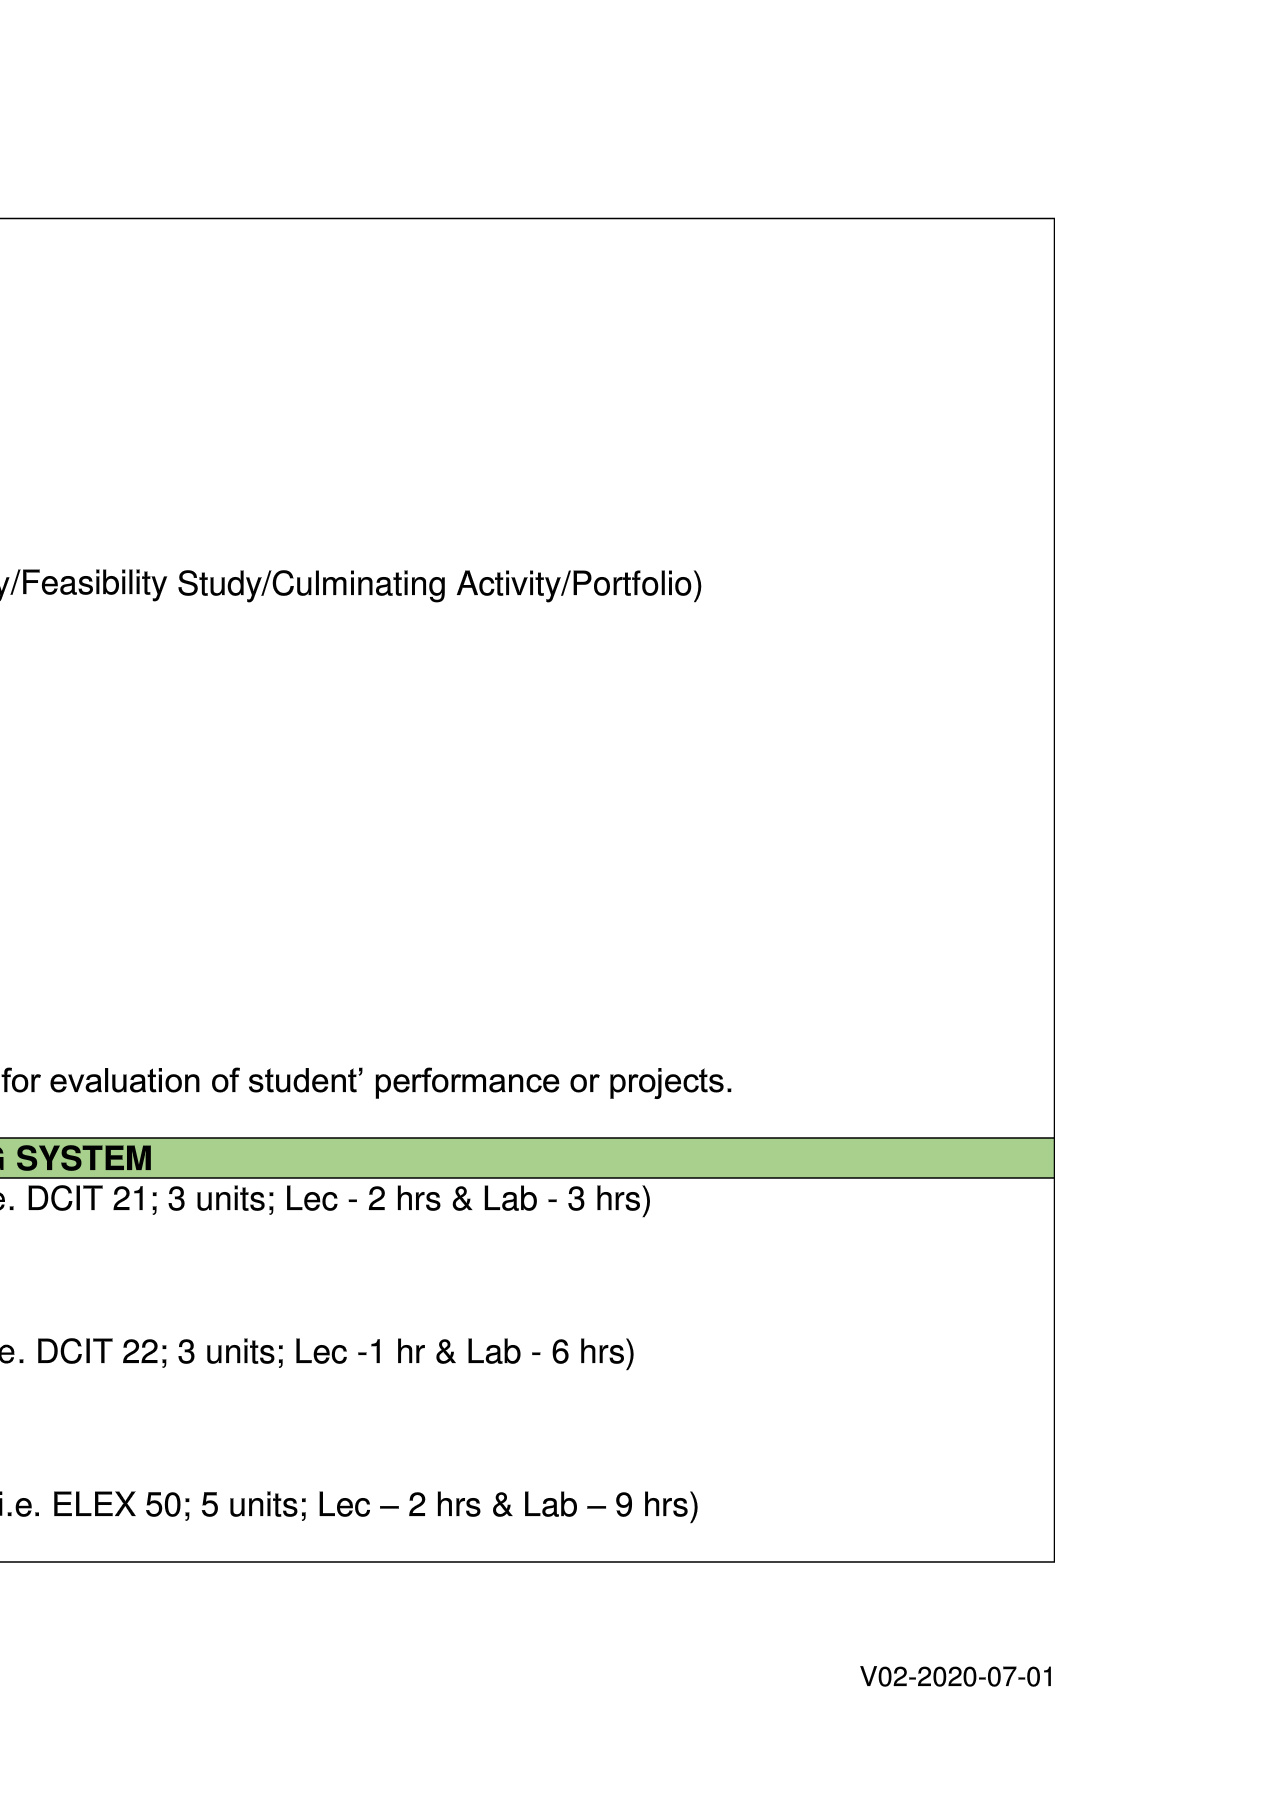 y/Feasibility Study/Culminating Activity/Portfolio)
for evaluation of student’ performance or projects.
G SYSTEM
e. DCIT 21; 3 units; Lec - 2 hrs & Lab - 3 hrs)
e. DCIT 22; 3 units; Lec -1 hr & Lab - 6 hrs)
i.e. ELEX 50; 5 units; Lec – 2 hrs & Lab – 9 hrs)
V02-2020-07-01